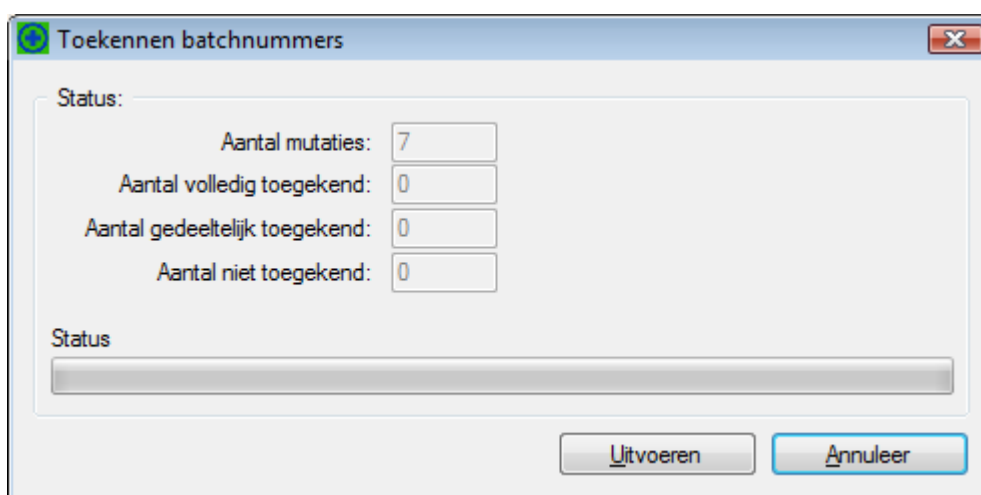 Toekennen batchnummers
Status:
Aantal mutaties: 7
Aantal volledig toegekend: 0
Aantal gedeeltelijk toegekend: 0
Aantal niet toegekend: 0
Status
Uitvoeren Annuleer